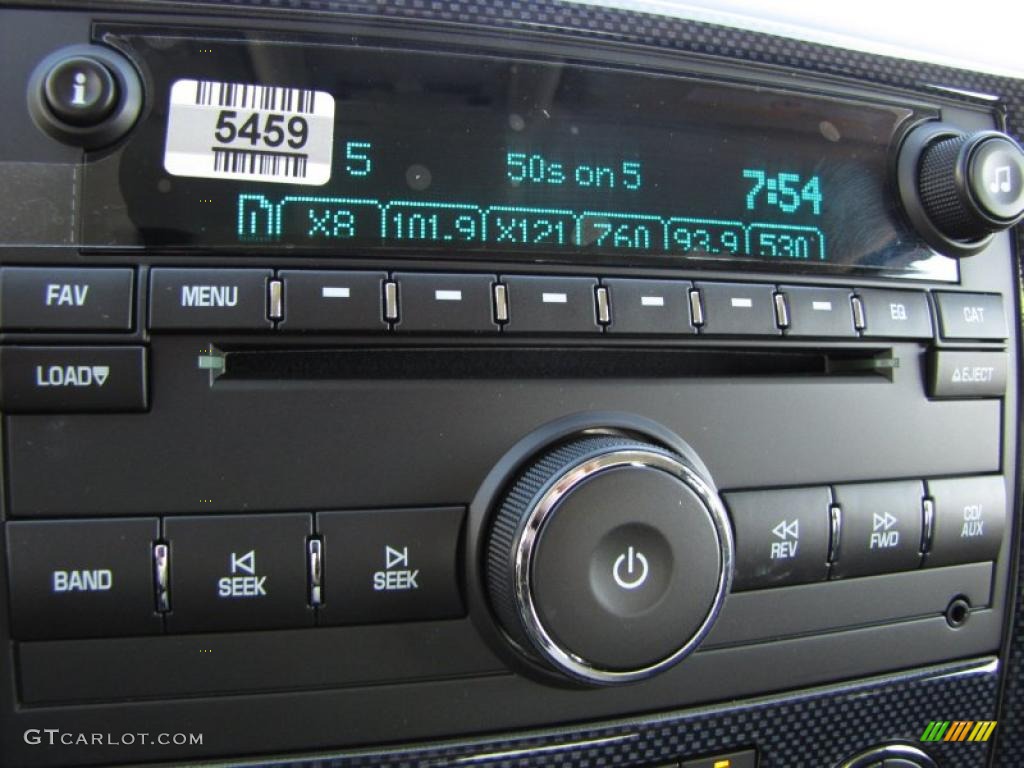 i
5459
5 50s on 5 7:54
X8 101.9 X121 760 93.9 530
FAV MENU EQ CAT
LOAD EJECT
BAND SEEK SEEK REV FWD CD/
AUX
GTCARLOT.COM